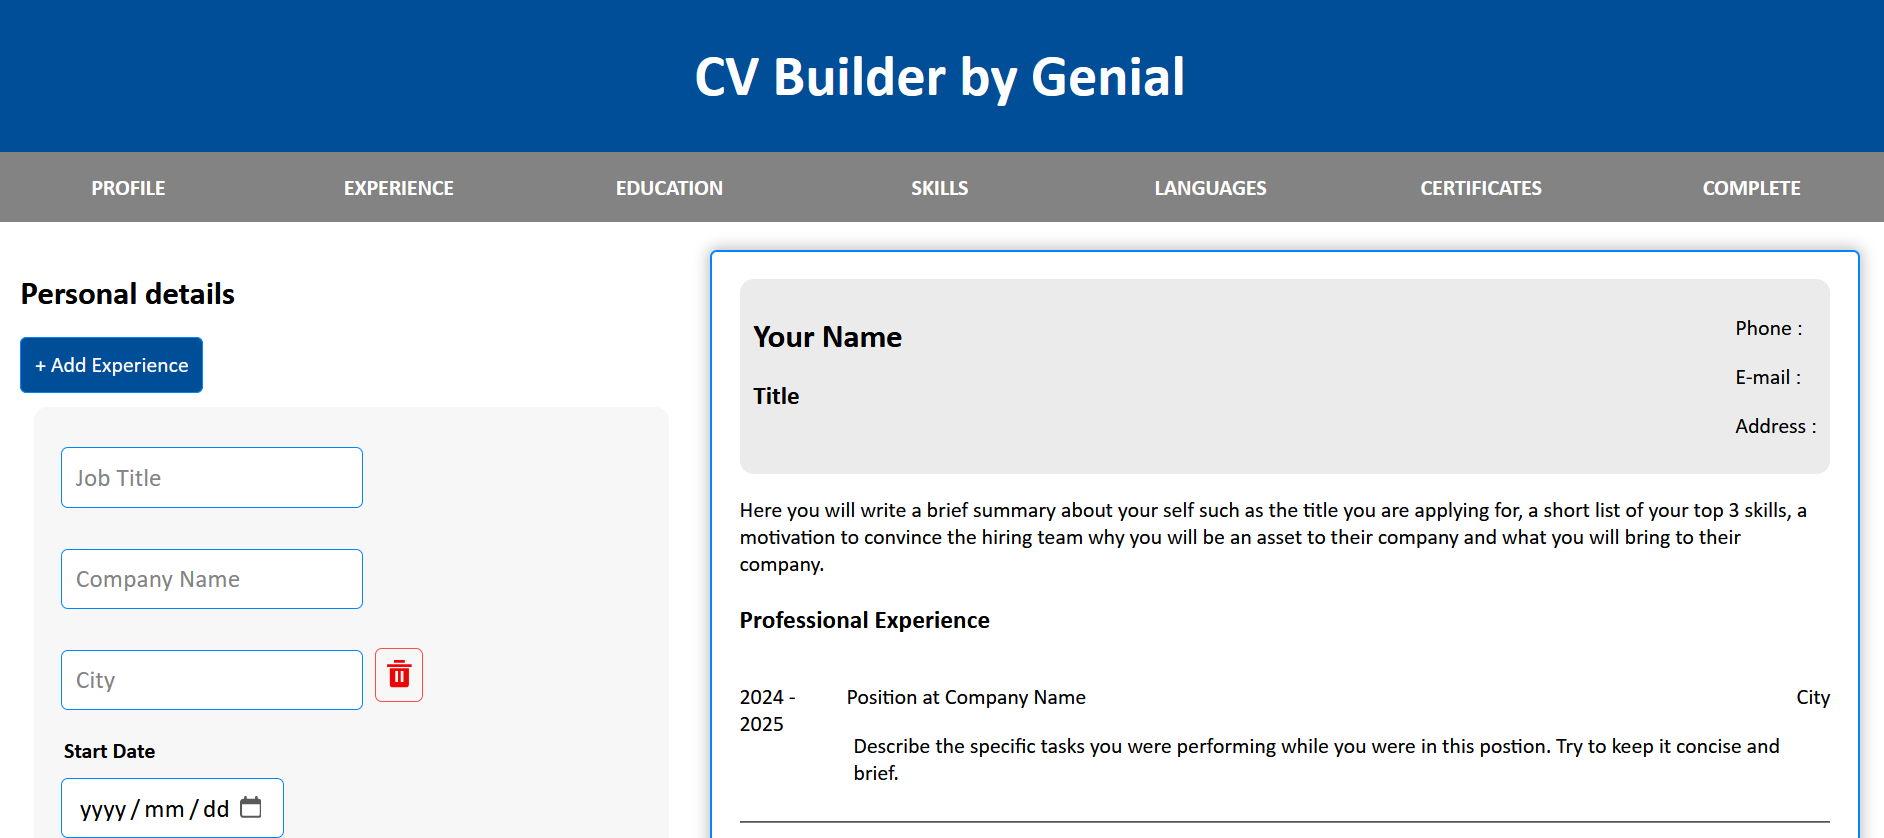 CV Builder by Genial
PROFILE EXPERIENCE EDUCATION SKILLS LANGUAGES CERTIFICATES COMPLETE
Personal details
+ Add Experience
Job Title
Company Name
City
Start Date
yyyy / mm / dd
Your Name
Title
Phone :
E-mail :
Address :
Here you will write a brief summary about your self such as the title you are applying for, a short list of your top 3 skills, a
motivation to convince the hiring team why you will be an asset to their company and what you will bring to their
company.
Professional Experience
2024 -
2025
Position at Company Name
City
Describe the specific tasks you were performing while you were in this postion. Try to keep it concise and
brief.